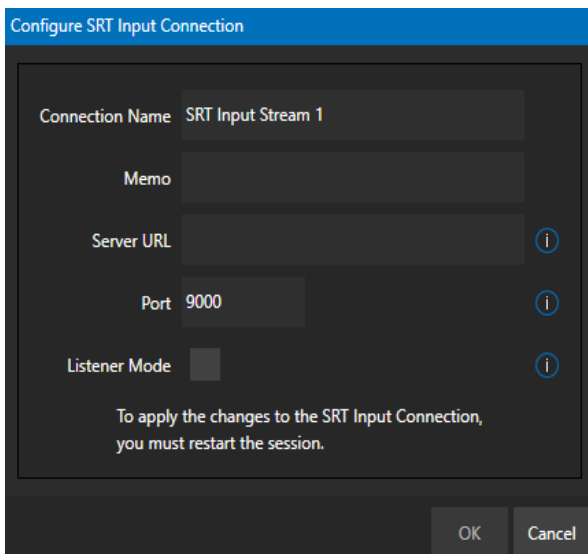 Configure SRT Input Connection
Connection Name SRT Input Stream 1
Memo
Server URL i
Port 9000 i
Listener Mode i
To apply the changes to the SRT Input Connection,
you must restart the session.
OK Cancel